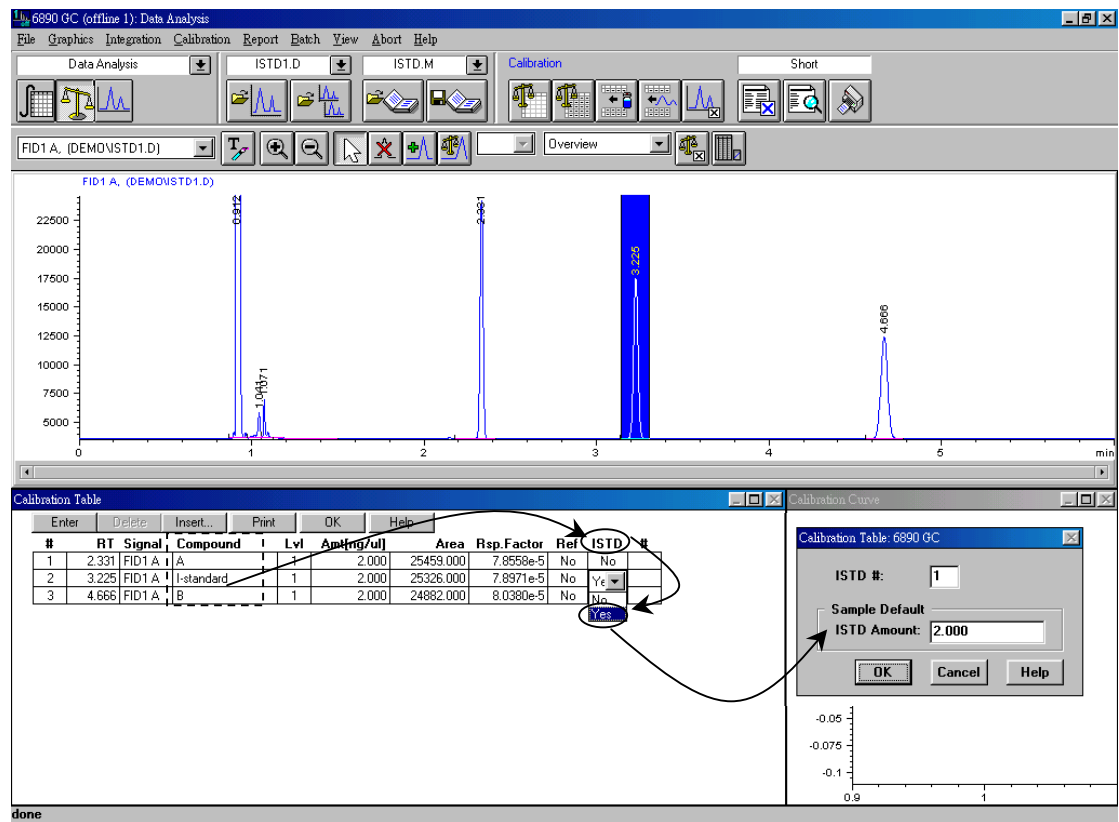 6890 GC (offline 1): Data Analysis
File Graphics Integration Calibration Report Batch View Abort Help
Data Analysis ISTD1.D ISTD.M Calibration Short
FID1 A, (DEMO\ISTD1.D) Overview
FID1 A, (DEMO\ISTD1.D)
22500
20000
17500
15000
12500
10000
7500
5000
0.912
1.041
1.071
2.331
3.225
4.666
0 1 2 3 4 5 min
Calibration Table
Enter Delete Insert... Print OK Help
# RT Signal Compound Lvl Amt[ng/ul] Area Rsp.Factor Ref ISTD #
1 2.331 FID1 A A 1 2.000 25459.000 7.8558e-5 No No
2 3.225 FID1 A I-standard 1 2.000 25326.000 7.8971e-5 No Ye
3 4.666 FID1 A B 1 2.000 24882.000 8.0380e-5 No No
Yes
Calibration Curve
Calibration Table: 6890 GC
ISTD #: 1
Sample Default
ISTD Amount: 2.000
OK Cancel Help
-0.05
-0.075
-0.1
0.9 1
done